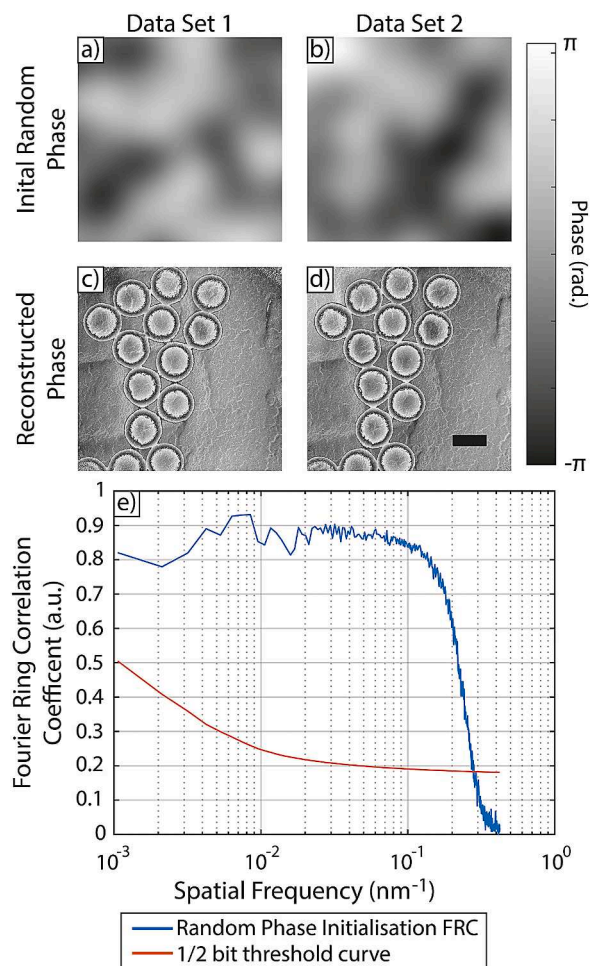 Data Set 1
Data Set 2
a)
b)
π
Inital Random
Phase
c)
d)
Reconstructed
Phase
Phase (rad.)
-π
e)
1
0.9
0.8
0.7
0.6
0.5
0.4
0.3
0.2
0.1
0
Fourier Ring Correlation
Coefficent (a.u.)
10⁻³
10⁻²
10⁻¹
10⁰
Spatial Frequency (nm⁻¹)
Random Phase Initialisation FRC
1/2 bit threshold curve